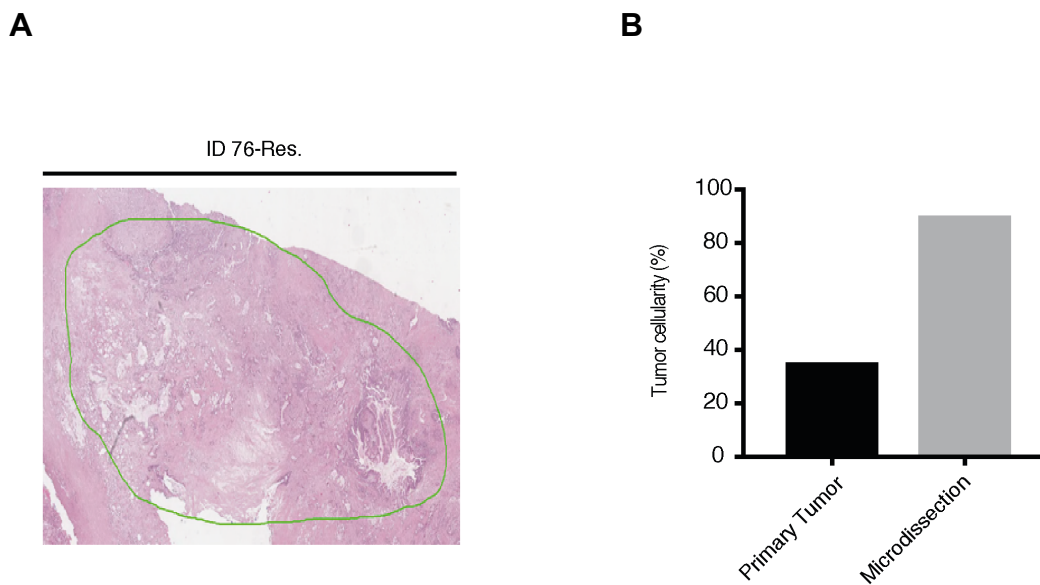 A
B
ID 76-Res.
Tumor cellularity (%)
100
80
60
40
20
0
Primary Tumor
Microdissection